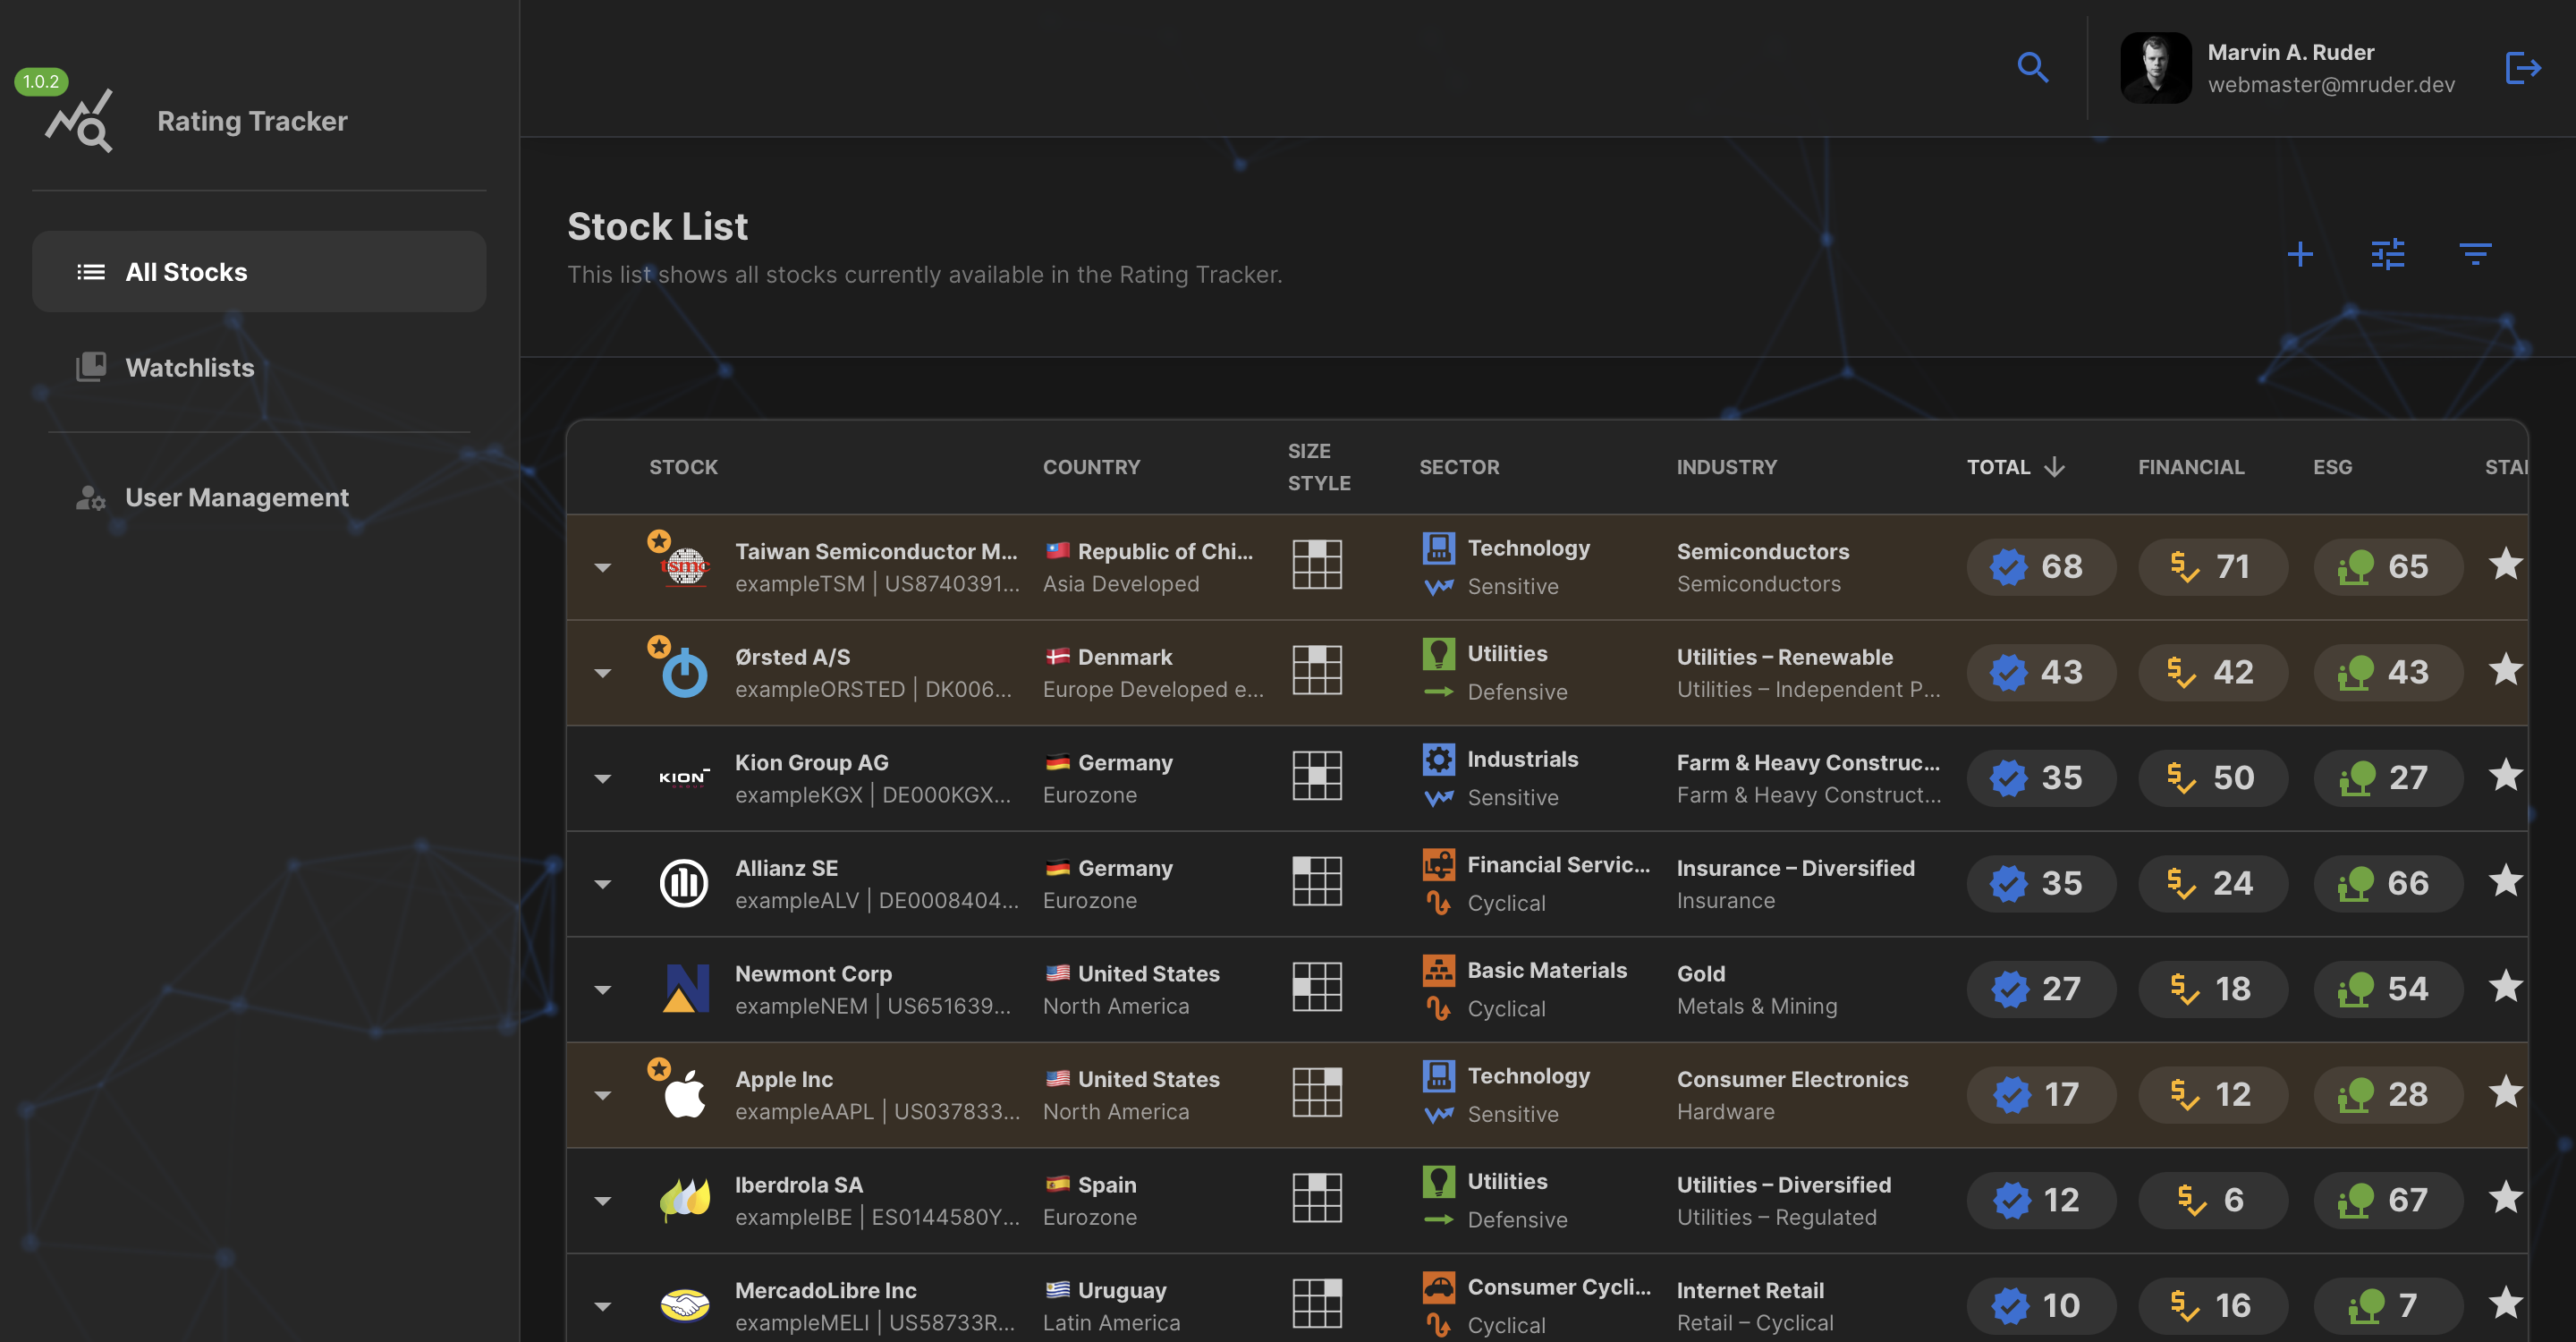 1.0.2
Rating Tracker
All Stocks
Watchlists
User Management
Marvin A. Ruder
webmaster@mruder.dev
Stock List
This list shows all stocks currently available in the Rating Tracker.
STOCK COUNTRY SIZE STYLE SECTOR INDUSTRY TOTAL FINANCIAL ESG STAI
tsmc
Taiwan Semiconductor M... Republic of Chi... Technology Semiconductors 68 71 65
exampleTSM | US8740391... Asia Developed Sensitive Semiconductors
Ørsted A/S Denmark Utilities Utilities – Renewable 43 42 43
exampleORSTED | DK006... Europe Developed e... Defensive Utilities – Independent P...
KION
GROUP
Kion Group AG Germany Industrials Farm & Heavy Construc... 35 50 27
exampleKGX | DE000KGX... Eurozone Sensitive Farm & Heavy Construct...
Allianz SE Germany Financial Servic... Insurance – Diversified 35 24 66
exampleALV | DE0008404... Eurozone Cyclical Insurance
Newmont Corp United States Basic Materials Gold 27 18 54
exampleNEM | US651639... North America Cyclical Metals & Mining
Apple Inc United States Technology Consumer Electronics 17 12 28
exampleAAPL | US037833... North America Sensitive Hardware
Iberdrola SA Spain Utilities Utilities – Diversified 12 6 67
exampleIBE | ES0144580Y... Eurozone Defensive Utilities – Regulated
MercadoLibre Inc Uruguay Consumer Cycli... Internet Retail 10 16 7
exampleMELI | US58733R... Latin America Cyclical Retail – Cyclical